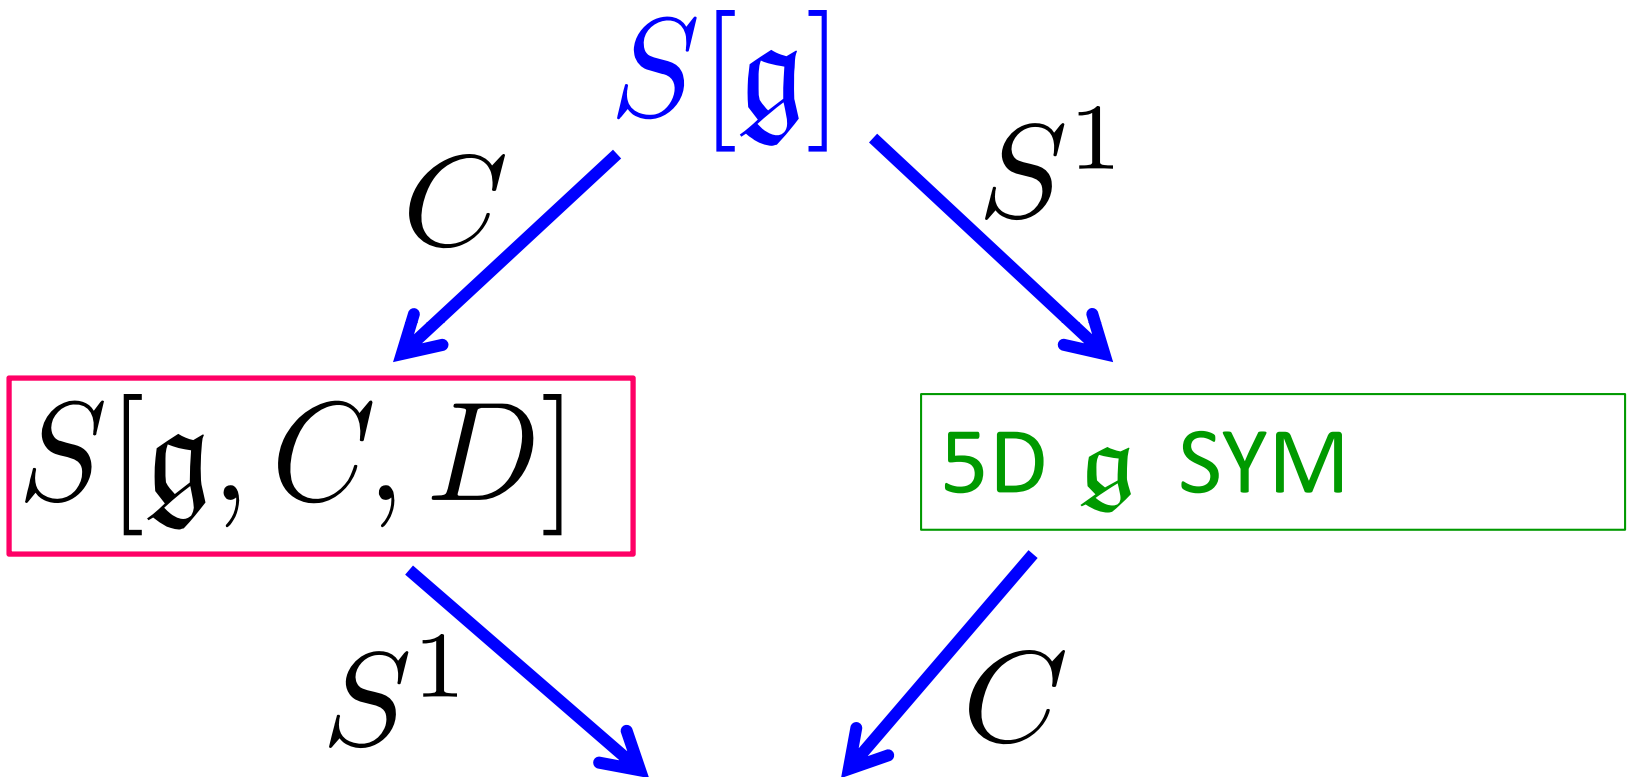 S[𝔤]
C
S¹
S[𝔤, C, D]
5D 𝔤 SYM
S¹
C